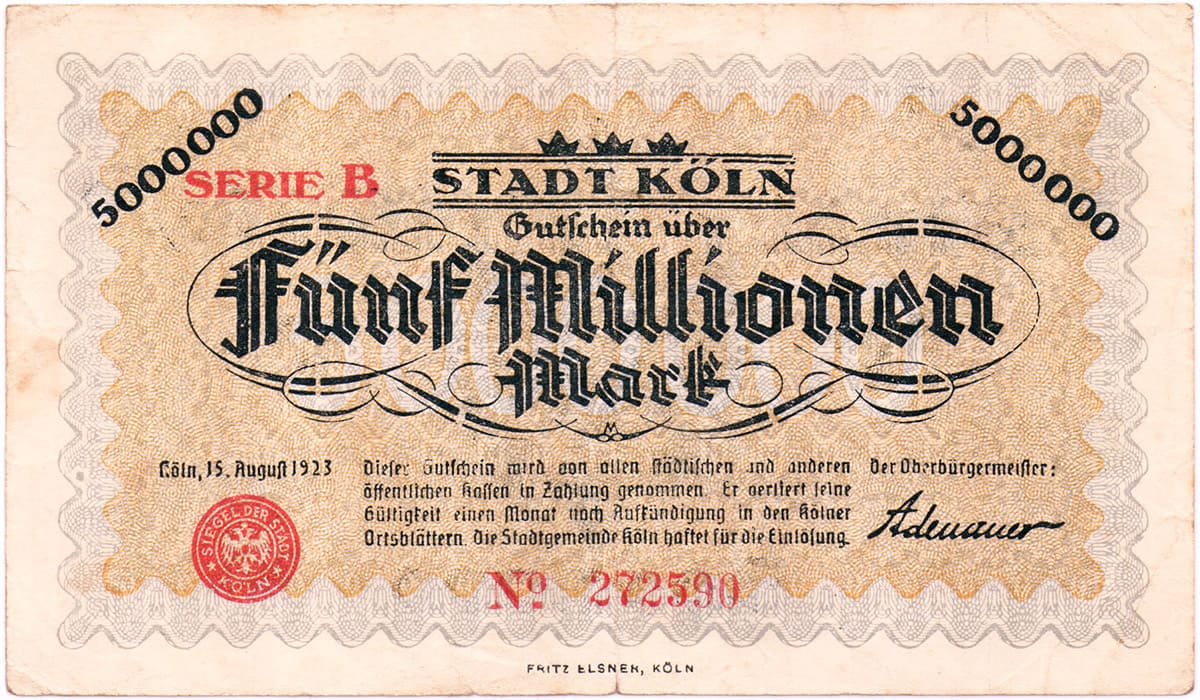 5000000
5000000
SERIE B
STADT KÖLN
Gutschein über
Fünf Millionen
Mark
Köln, 15. August 1923
Dieser Gutschein wird von allen städtischen und anderen
öffentlichen Kassen in Zahlung genommen. Er verliert seine
Gültigkeit einen Monat nach Aufkündigung in den Kölner
Ortsblättern. Die Stadtgemeinde Köln haftet für die Einlösung.
Der Oberbürgermeister:
Adenauer
SIEGEL DER STADT
KÖLN
No 272590
FRITZ ELSNER, KÖLN